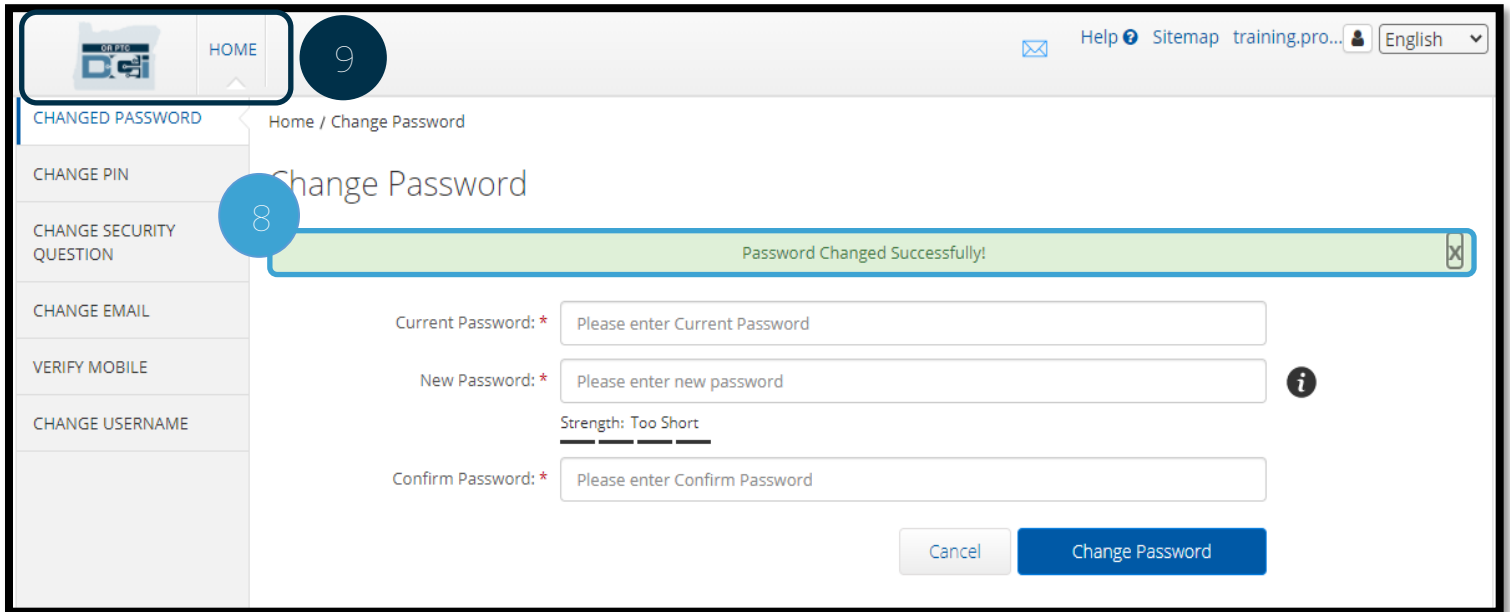 OR PTC
DCI
HOME
9
Help ? Sitemap training.pro... English
CHANGED PASSWORD
Home / Change Password
CHANGE PIN
Change Password
8
CHANGE SECURITY
QUESTION
Password Changed Successfully!
X
CHANGE EMAIL
Current Password: * Please enter Current Password
VERIFY MOBILE
New Password: * Please enter new password
i
CHANGE USERNAME
Strength: Too Short
Confirm Password: * Please enter Confirm Password
Cancel
Change Password